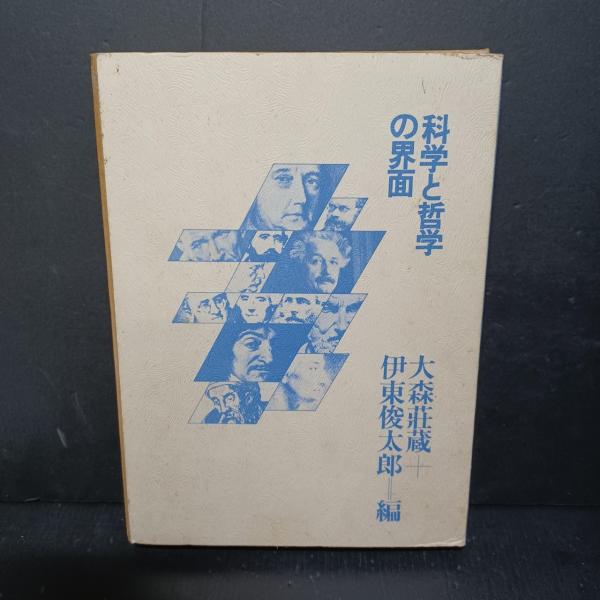 科学と哲学
の界面
大森荘蔵+
伊東俊太郎=編